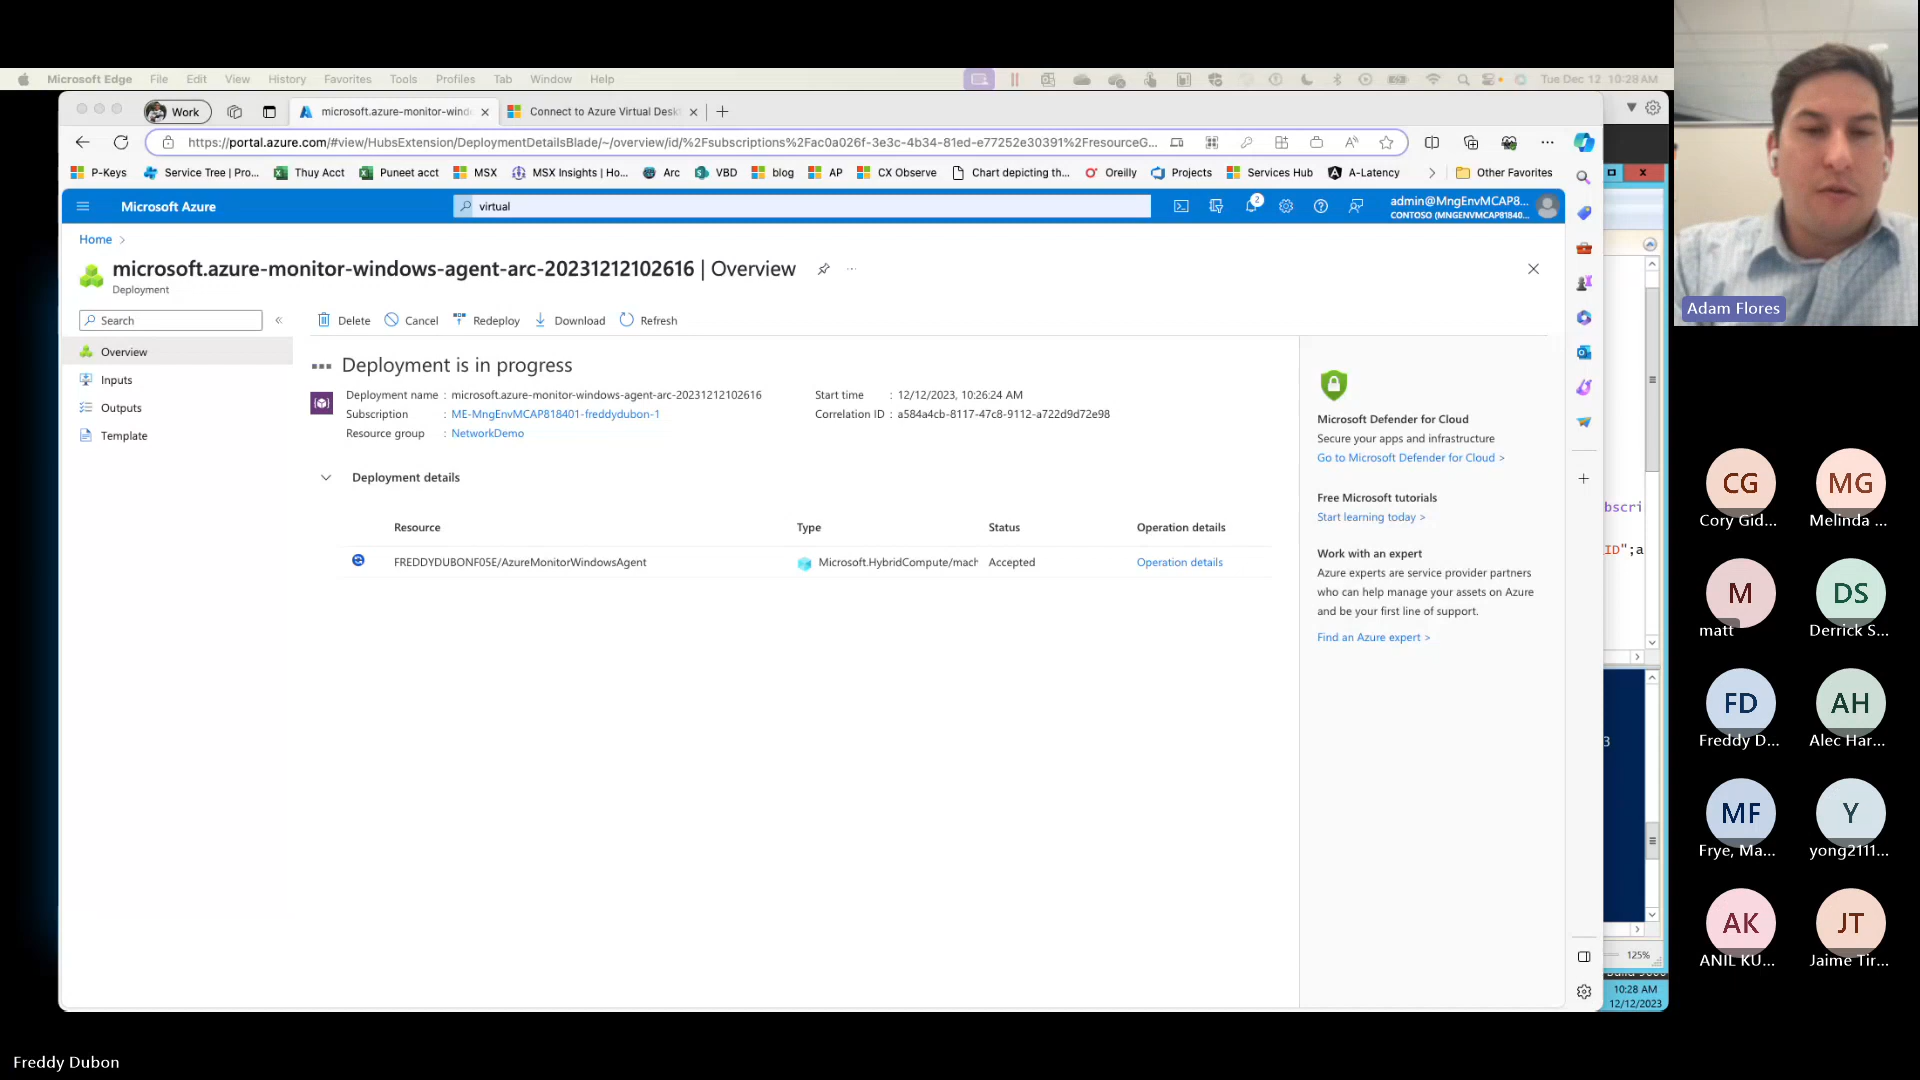 Microsoft Edge File Edit View History Favorites Tools Profiles Tab Window Help Tue Dec 12 10:28 AM
Work microsoft.azure-monitor-wind Connect to Azure Virtual Desk
https://portal.azure.com/#view/HubsExtension/DeploymentDetailsBlade/~/overview/id/%2Fsubscriptions%2Fac0a026f-3e3c-4b34-81ed-e77252e30391%2FresourceG...
P-Keys Service Tree | Pro... Thuy Acct Puneet acct MSX MSX Insights | Ho... Arc VBD blog AP CX Observe Chart depicting th... Oreilly Projects Services Hub A-Latency Other Favorites
Microsoft Azure virtual 2 admin@MngEnvMCAP8...
CONTOSO (MNGENVMCAP81840...
Home >
microsoft.azure-monitor-windows-agent-arc-20231212102616 | Overview
Deployment
Search
Delete Cancel Redeploy Download Refresh
Overview
Inputs
Outputs
Template
Deployment is in progress
Deployment name : microsoft.azure-monitor-windows-agent-arc-20231212102616
Subscription : ME-MngEnvMCAP818401-freddydubon-1
Resource group : NetworkDemo
Start time : 12/12/2023, 10:26:24 AM
Correlation ID : a584a4cb-8117-47c8-9112-a722d9d72e98
Deployment details
Resource Type Status Operation details
FREDDYDUBONF05E/AzureMonitorWindowsAgent Microsoft.HybridCompute/mach Accepted Operation details
Microsoft Defender for Cloud
Secure your apps and infrastructure
Go to Microsoft Defender for Cloud >
Free Microsoft tutorials
Start learning today >
Work with an expert
Azure experts are service provider partners
who can help manage your assets on Azure
and be your first line of support.
Find an Azure expert >
bscri
ID";a
3
125%
10:28 AM
12/12/2023
Adam Flores
CG MG
Cory Gid... Melinda ...
M DS
matt Derrick S...
FD AH
Freddy D... Alec Har...
MF Y
Frye, Ma... yong2111...
AK JT
ANIL KU... Jaime Tir...
Freddy Dubon